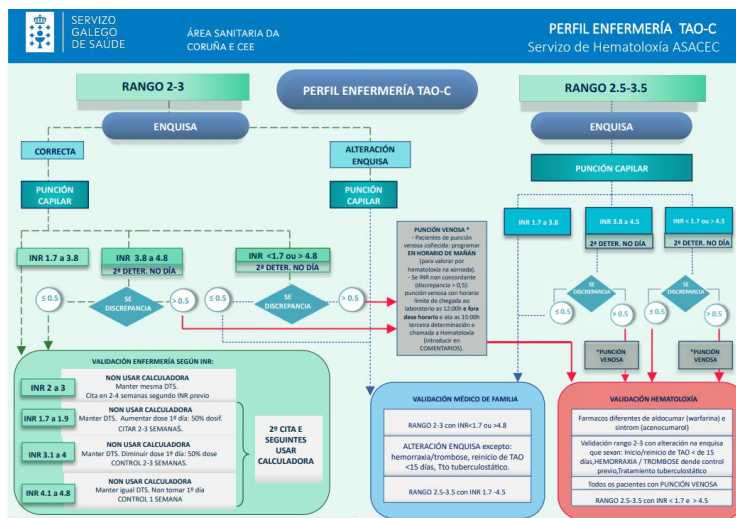 SERVIZO
GALEGO
DE SAÚDE
ÁREA SANITARIA DA
CORUÑA E CEE
PERFIL ENFERMERÍA TAO-C
Servizo de Hematoloxía ASACEC
RANGO 2-3
PERFIL ENFERMERÍA TAO-C
RANGO 2.5-3.5
ENQUISA
ENQUISA
CORRECTA
ALTERACIÓN
ENQUISA
PUNCIÓN
CAPILAR
PUNCIÓN
CAPILAR
PUNCIÓN CAPILAR
INR 1.7 a 3.8
INR 3.8 a 4.8
2ª DETER. NO DÍA
INR <1.7 ou > 4.8
2ª DETER. NO DÍA
PUNCIÓN VENOSA *
- Pacientes de punción
venosa coñecida: programar
EN HORARIO DE MAÑÁN
(para valorar por
hematoloxía na xornada).
- Se INR non concordante
(discrepancia > 0,5):
punción venosa con horario
límite de chegada ao
laboratorio as 12:00h e fora
dese horario e ata as 15:00h
terceira determinación e
chamada a Hematoloxía
(introducir en
COMENTARIOS).
INR 1.7 a 3.8
INR 3.8 a 4.5
2ª DETER. NO DÍA
INR < 1.7 ou > 4.5
2ª DETER. NO DÍA
≤ 0.5
SE
DISCREPANCIA
> 0.5
≤ 0.5
SE
DISCREPANCIA
> 0.5
SE
DISCREPANCIA
≤ 0.5
> 0.5
SE
DISCREPANCIA
≤ 0.5
> 0.5
*PUNCIÓN
VENOSA
*PUNCIÓN
VENOSA
VALIDACIÓN ENFERMERÍA SEGÚN INR:
INR 2 a 3
NON USAR CALCULADORA
Manter mesma DTS.
Cita en 2-4 semanas segundo INR previo
INR 1.7 a 1.9
NON USAR CALCULADORA
Manter DTS. Aumentar dose 1º día: 50% dosif.
CITAR 2-3 SEMANAS.
INR 3.1 a 4
NON USAR CALCULADORA
Manter DTS. Diminuir dose 1º día: 50% dose
CONTROL 2-3 SEMANAS.
INR 4.1 a 4.8
NON USAR CALCULADORA
Manter igual DTS. Non tomar 1º día
CONTROL 1 SEMANA
2º CITA E
SEGUINTES
USAR
CALCULADORA
VALIDACIÓN MÉDICO DE FAMILIA
RANGO 2-3 con INR<1.7 ou >4.8
ALTERACIÓN ENQUISA excepto:
hemorraxia/trombose, reinicio de TAO
<15 días, Tto tuberculostático.
RANGO 2.5-3.5 con INR 1.7 -4.5
VALIDACIÓN HEMATOLOXÍA
Farmacos diferentes de aldocumar (warfarina) e
sintrom (acenocumarol)
Validación rango 2-3 con alteración na enquisa
que sexan: Inicio/reinicio de TAO < de 15
días,HEMORRAXIA / TROMBOSE dende control
previo,Tratamiento tuberculostático
Todos os pacientes con PUNCIÓN VENOSA
RANGO 2.5-3.5 con INR < 1.7 e > 4.5